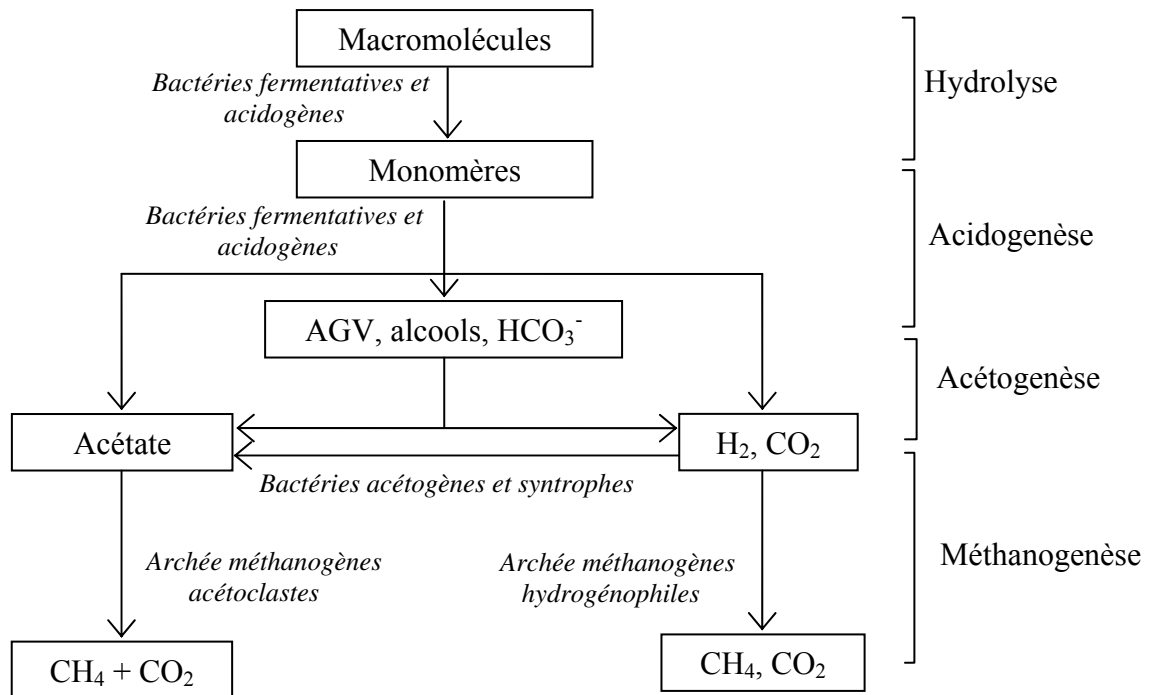 Macromolécules
Bactéries fermentatives et
acidogènes
Hydrolyse
Monomères
Bactéries fermentatives et
acidogènes
Acidogenèse
AGV, alcools, HCO₃⁻
Acétogenèse
Acétate
H₂, CO₂
Bactéries acétogènes et syntrophes
Archée méthanogènes
acétoclastes
Archée méthanogènes
hydrogénophiles
Méthanogenèse
CH₄ + CO₂
CH₄, CO₂